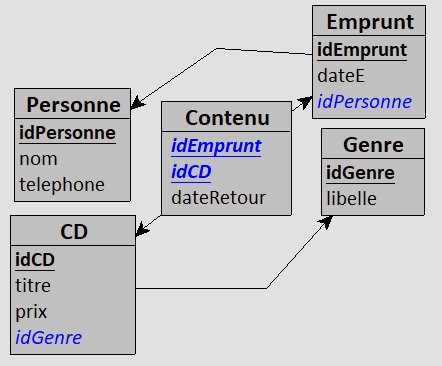 Emprunt
idEmprunt
dateE
idPersonne
Personne
idPersonne
nom
telephone
Contenu
idEmprunt
idCD
dateRetour
Genre
idGenre
libelle
CD
idCD
titre
prix
idGenre